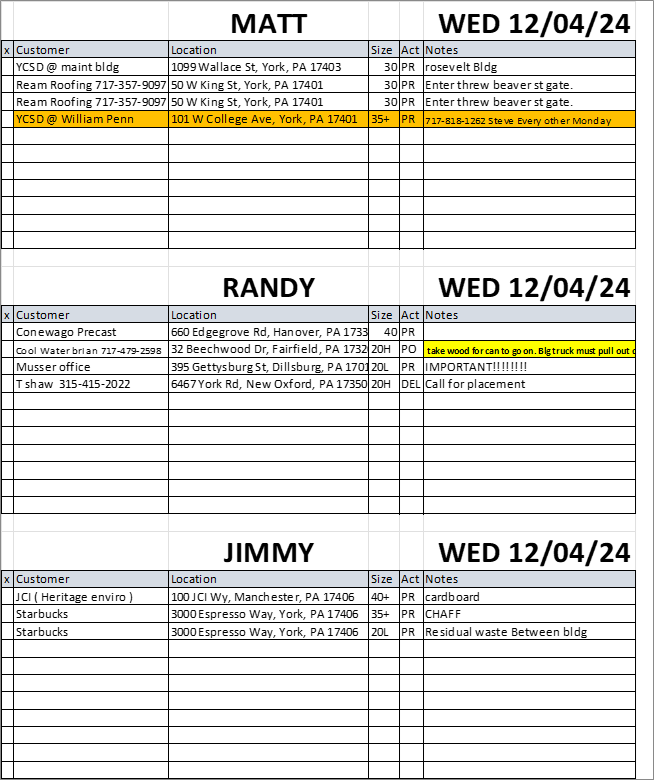 MATT WED 12/04/24
x Customer Location Size Act Notes
YCSD @ maint bldg 1099 Wallace St, York, PA 17403 30 PR rosevelt Bldg
Ream Roofing 717-357-9097 50 W King St, York, PA 17401 30 PR Enter threw beaver st gate.
Ream Roofing 717-357-9097 50 W King St, York, PA 17401 30 PR Enter threw beaver st gate.
YCSD @ William Penn 101 W College Ave, York, PA 17401 35+ PR 717-818-1262 Steve Every other Monday
RANDY WED 12/04/24
x Customer Location Size Act Notes
Conewago Precast 660 Edgegrove Rd, Hanover, PA 1733 40 PR
Cool Water brian 717-479-2598 32 Beechwood Dr, Fairfield, PA 1732 20H PO take wood for can to go on. Big truck must pull out o
Musser office 395 Gettysburg St, Dillsburg, PA 1701 20L PR IMPORTANT!!!!!!!!
T shaw 315-415-2022 6467 York Rd, New Oxford, PA 17350 20H DEL Call for placement
JIMMY WED 12/04/24
x Customer Location Size Act Notes
JCI ( Heritage enviro ) 100 JCI Wy, Manchester, PA 17406 40+ PR cardboard
Starbucks 3000 Espresso Way, York, PA 17406 35+ PR CHAFF
Starbucks 3000 Espresso Way, York, PA 17406 20L PR Residual waste Between bldg